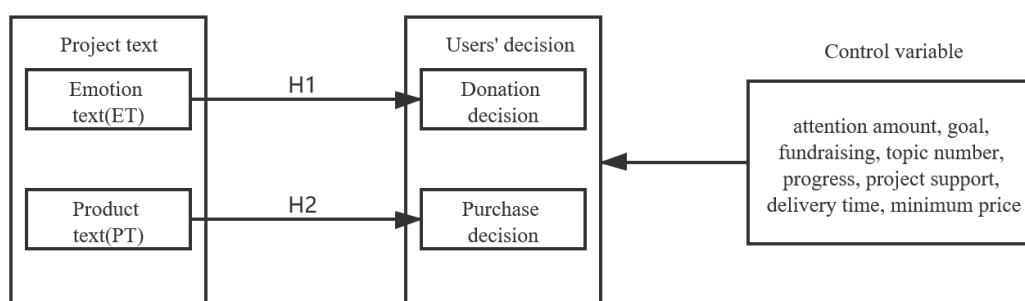 Project text
Emotion
text(ET)
H1
Product
text(PT)
H2
Users' decision
Donation
decision
Purchase
decision
Control variable
attention amount, goal,
fundraising, topic number,
progress, project support,
delivery time, minimum price